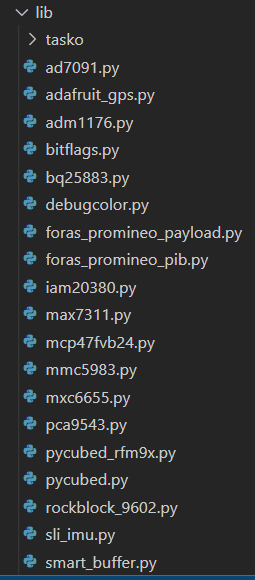 lib
tasko
ad7091.py
adafruit_gps.py
adm1176.py
bitflags.py
bq25883.py
debugcolor.py
foras_promineo_payload.py
foras_promineo_pib.py
iam20380.py
max7311.py
mcp47fvb24.py
mmc5983.py
mxc6655.py
pca9543.py
pycubed_rfm9x.py
pycubed.py
rockblock_9602.py
sli_imu.py
smart_buffer.py